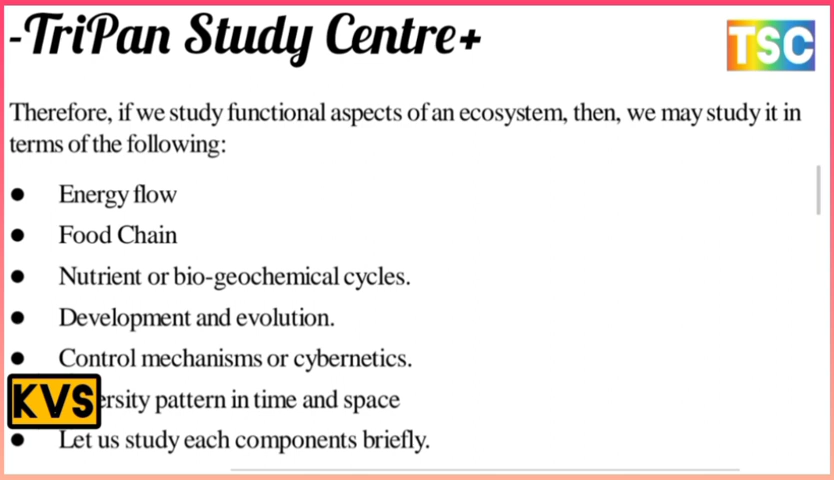 -TriPan Study Centre+
TSC
Therefore, if we study functional aspects of an ecosystem, then, we may study it in
terms of the following:
● Energy flow
● Food Chain
● Nutrient or bio-geochemical cycles.
● Development and evolution.
● Control mechanisms or cybernetics.
KVS pattern in time and space
● Let us study each components briefly.